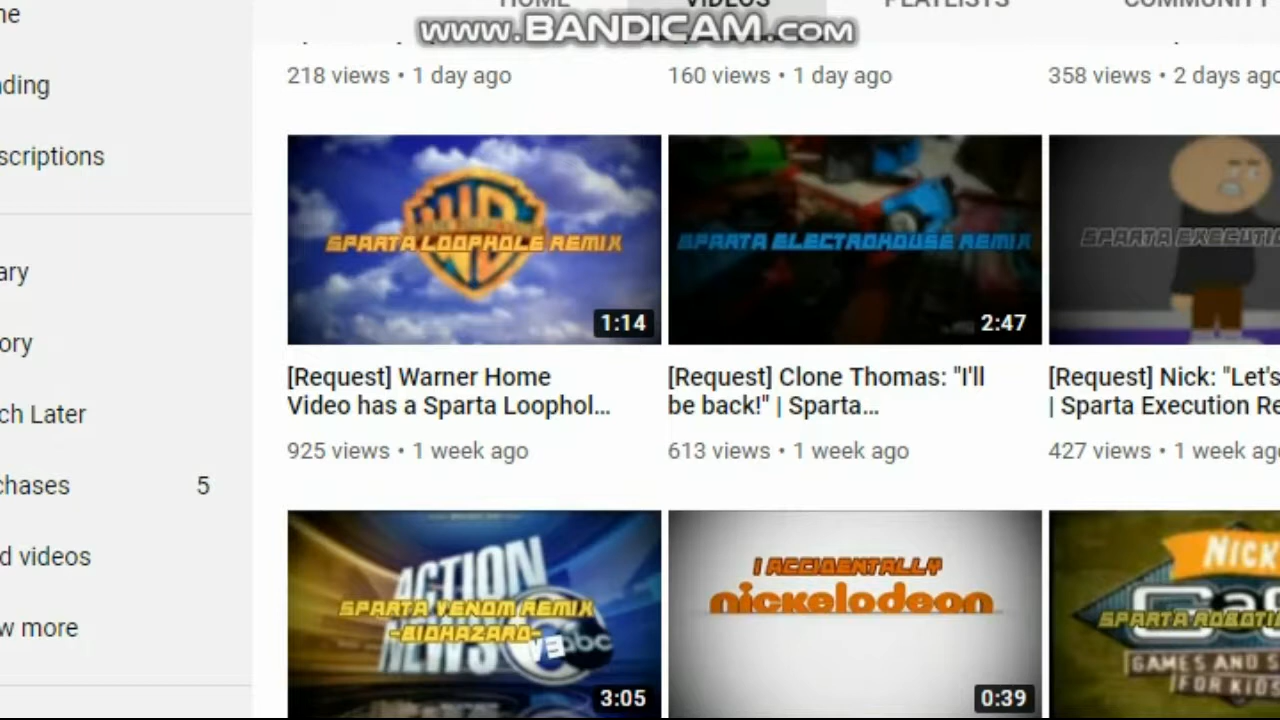 HOME VIDEOS PLAYLISTS COMMUNITY
www.BANDICAM.com
218 views • 1 day ago
160 views • 1 day ago
358 views • 2 days ago
scriptions
SPARTA LOOPHOLE REMIX
1:14
SPARTA ELECTROHOUSE REMIX
2:47
SPARTA EXECUTI
[Request] Warner Home
Video has a Sparta Loophol...
925 views • 1 week ago
[Request] Clone Thomas: "I'll
be back!" | Sparta...
613 views • 1 week ago
[Request] Nick: "Let's
| Sparta Execution Re
427 views • 1 week ago
ary
ory
ch Later
chases 5
d videos
w more
ACTION
NEWS
abc
SPARTA VENOM REMIX
-BIOHAZARD-
V3
3:05
I ACCIDENTALLY
nickelodeon
0:39
NICK
GaS
SPARTA ROBOTI
GAMES AND S
FOR KIDS